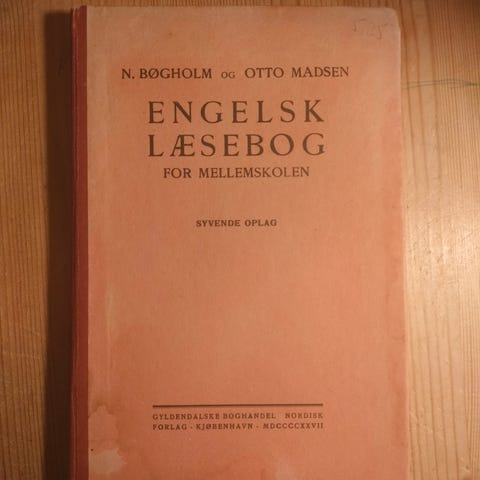 N. BØGHOLM OG OTTO MADSEN
ENGELSK
LÆSEBOG
FOR MELLEMSKOLEN
SYVENDE OPLAG
GYLDENDALSKE BOGHANDEL NORDISK
FORLAG - KJØBENHAVN - MDCCCCXXVII